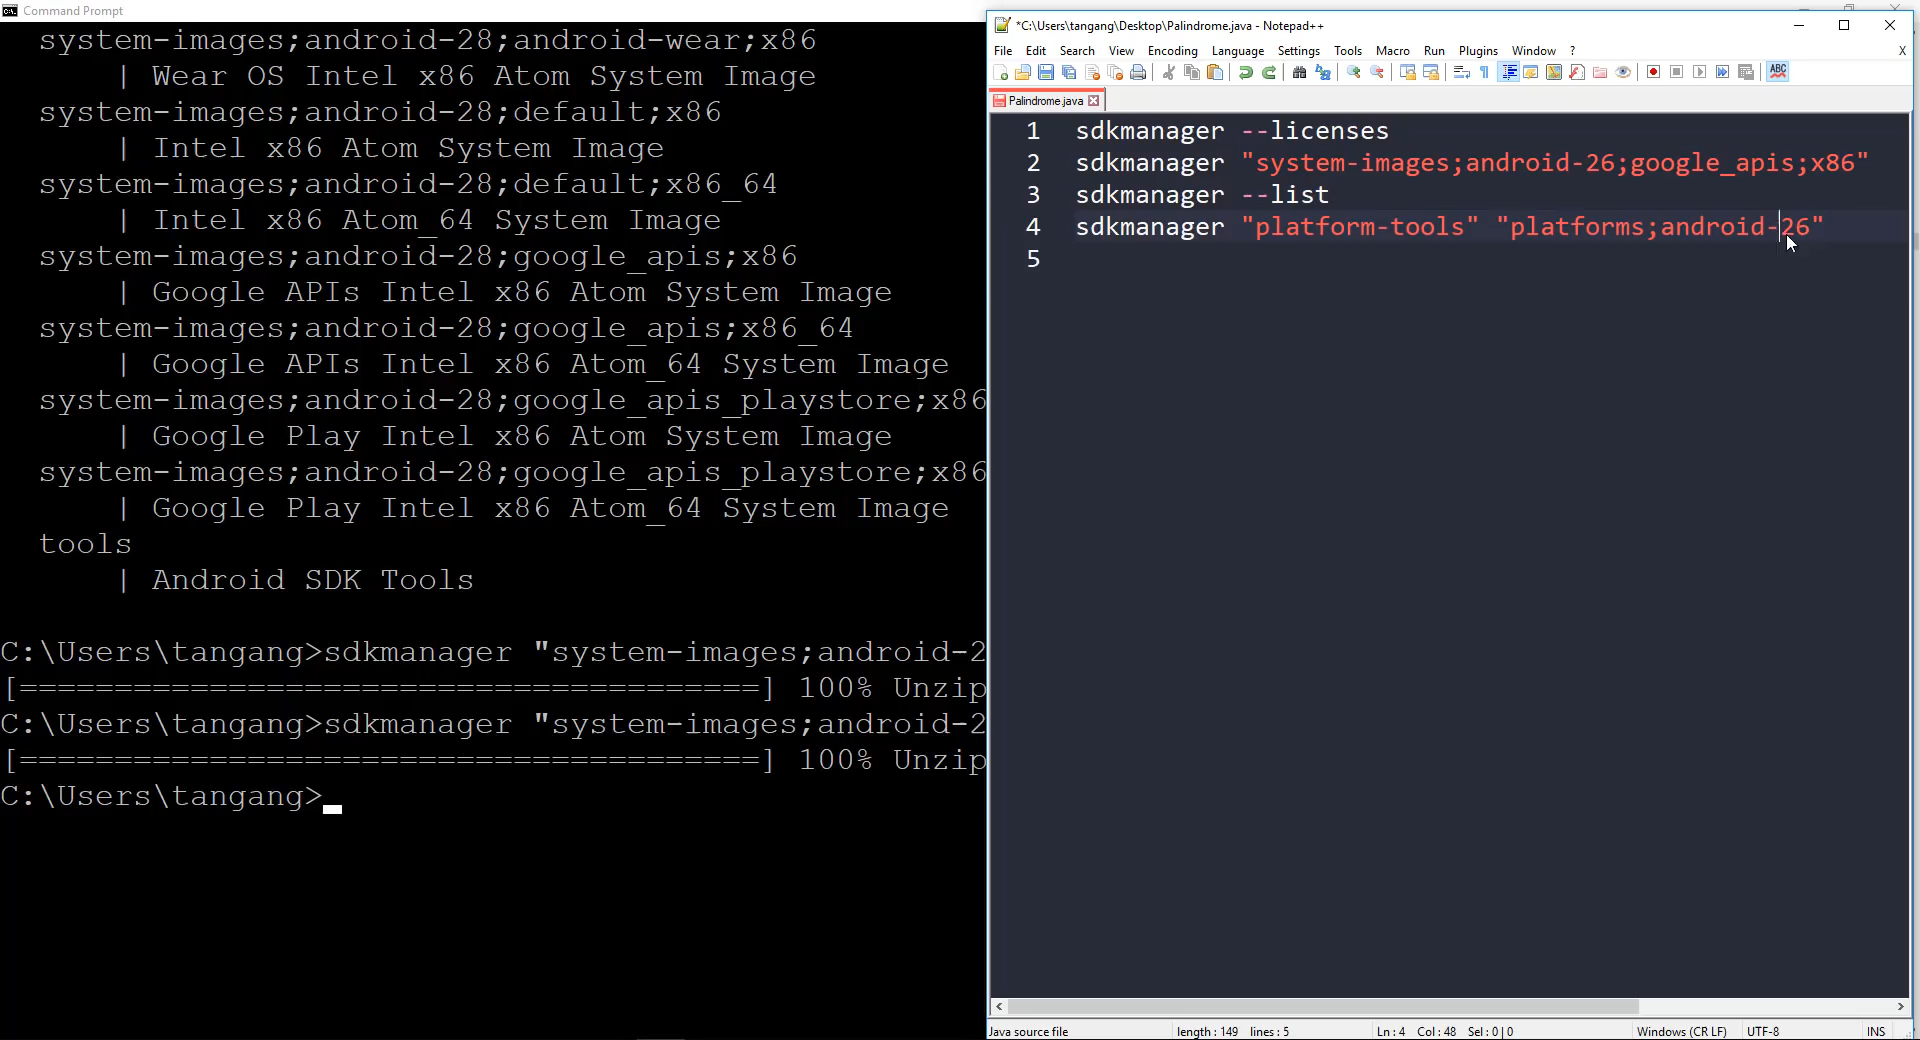 Command Prompt
system-images;android-28;android-wear;x86
| Wear OS Intel x86 Atom System Image
system-images;android-28;default;x86
| Intel x86 Atom System Image
system-images;android-28;default;x86_64
| Intel x86 Atom_64 System Image
system-images;android-28;google_apis;x86
| Google APIs Intel x86 Atom System Image
system-images;android-28;google_apis;x86_64
| Google APIs Intel x86 Atom_64 System Image
system-images;android-28;google_apis_playstore;x86
| Google Play Intel x86 Atom System Image
system-images;android-28;google_apis_playstore;x86
| Google Play Intel x86 Atom_64 System Image
tools
| Android SDK Tools
C:\Users\tangang>sdkmanager "system-images;android-2
[=======================================] 100% Unzip
C:\Users\tangang>sdkmanager "system-images;android-2
[=======================================] 100% Unzip
C:\Users\tangang>
*C:\Users\tangang\Desktop\Palindrome.java - Notepad++
File Edit Search View Encoding Language Settings Tools Macro Run Plugins Window ? X
ABC
Palindrome.java
1 sdkmanager --licenses
2 sdkmanager "system-images;android-26;google_apis;x86"
3 sdkmanager --list
4 sdkmanager "platform-tools" "platforms;android-26"
5
Java source file length : 149 lines : 5 Ln : 4 Col : 48 Sel : 0 | 0 Windows (CR LF) UTF-8 INS